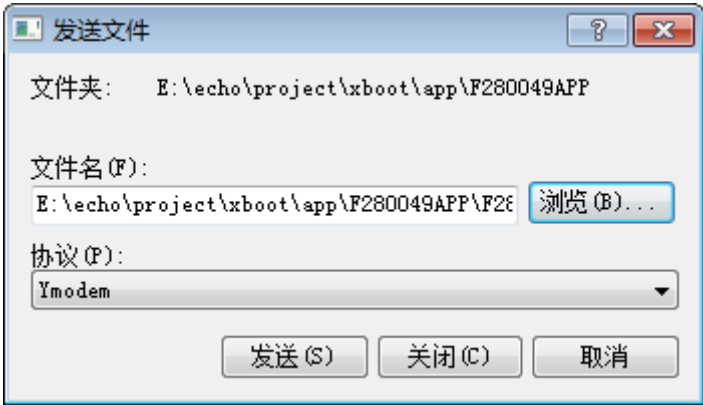 发送文件
文件夹: E:\echo\project\xboot\app\F280049APP
文件名(F):
E:\echo\project\xboot\app\F280049APP\F28 浏览(B)...
协议(P):
Ymodem
发送(S) 关闭(C) 取消